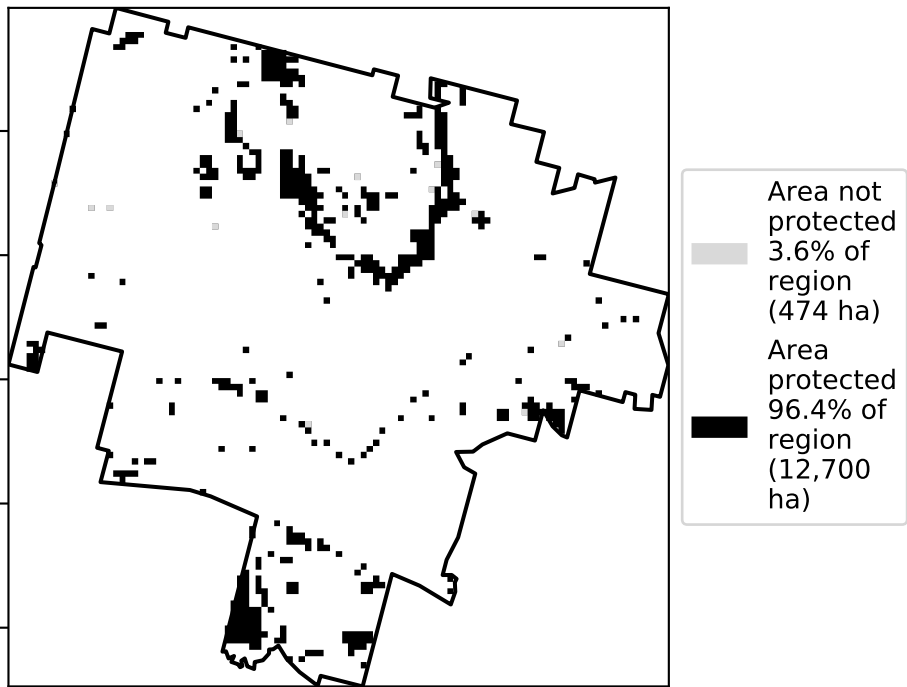 Area not
protected
3.6% of
region
(474 ha)
Area
protected
96.4% of
region
(12,700
ha)